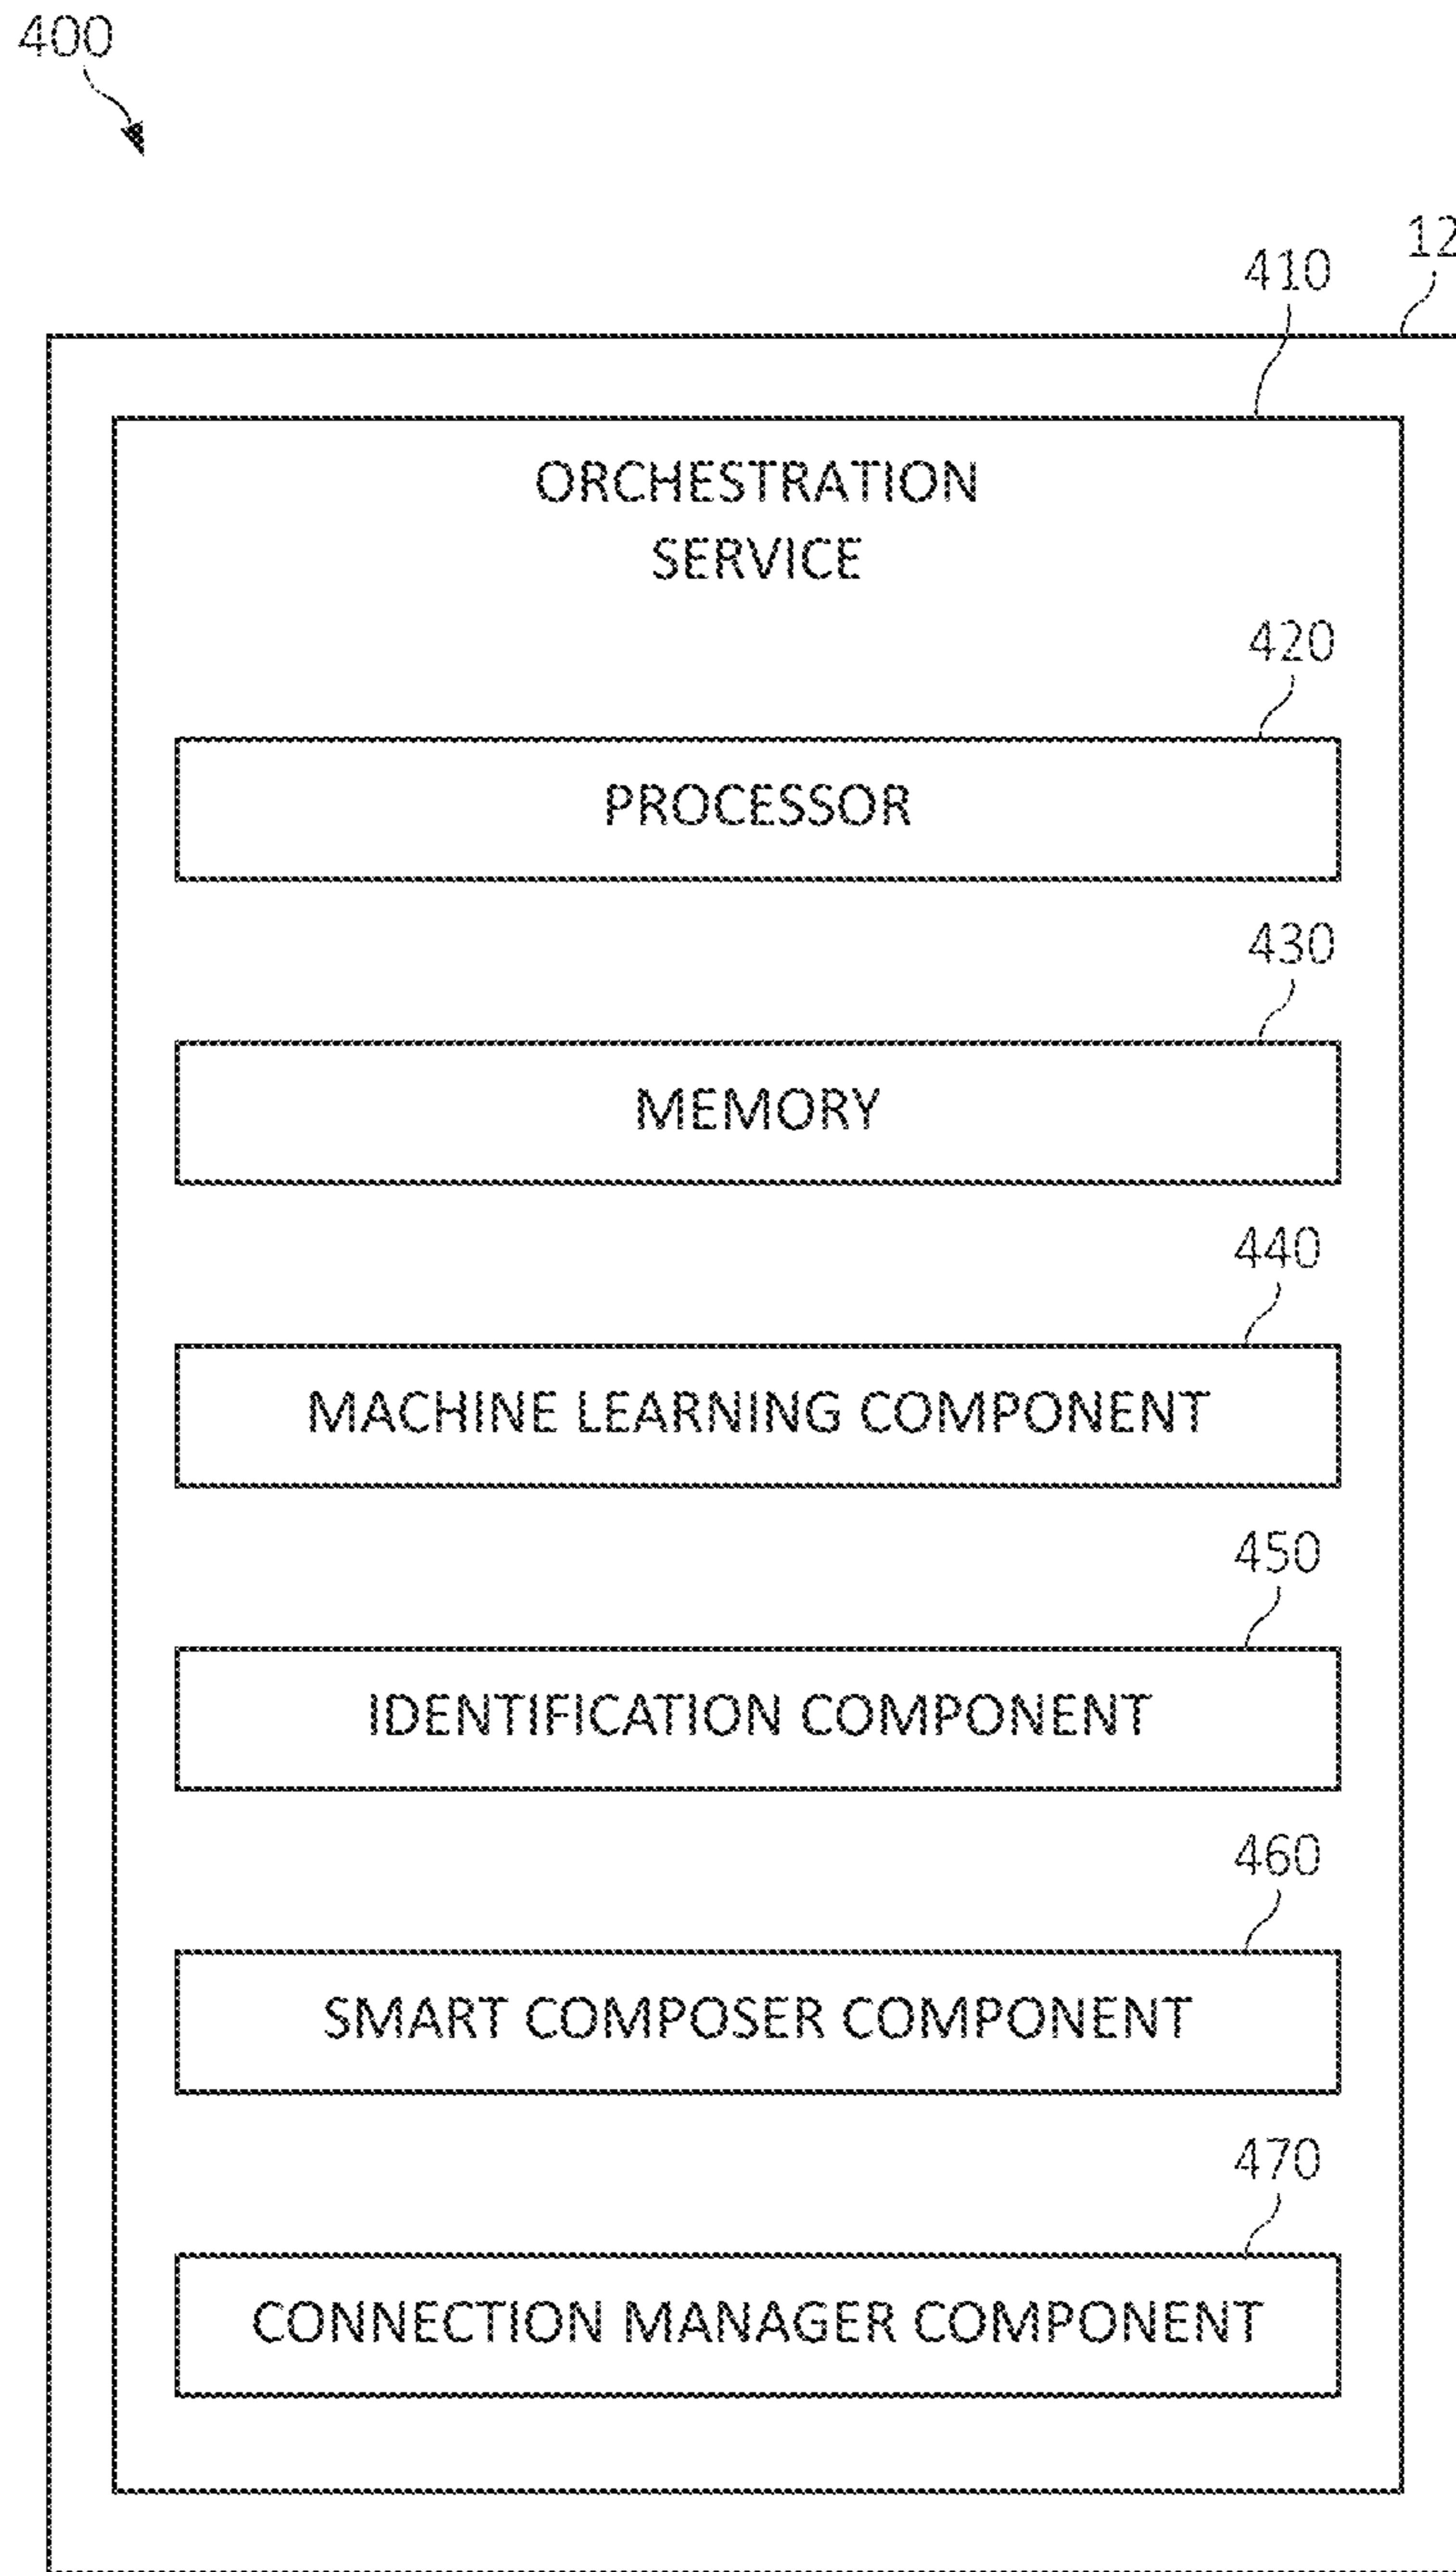 400
12
410
ORCHESTRATION
SERVICE
420
PROCESSOR
430
MEMORY
440
MACHINE LEARNING COMPONENT
450
IDENTIFICATION COMPONENT
460
SMART COMPOSER COMPONENT
470
CONNECTION MANAGER COMPONENT